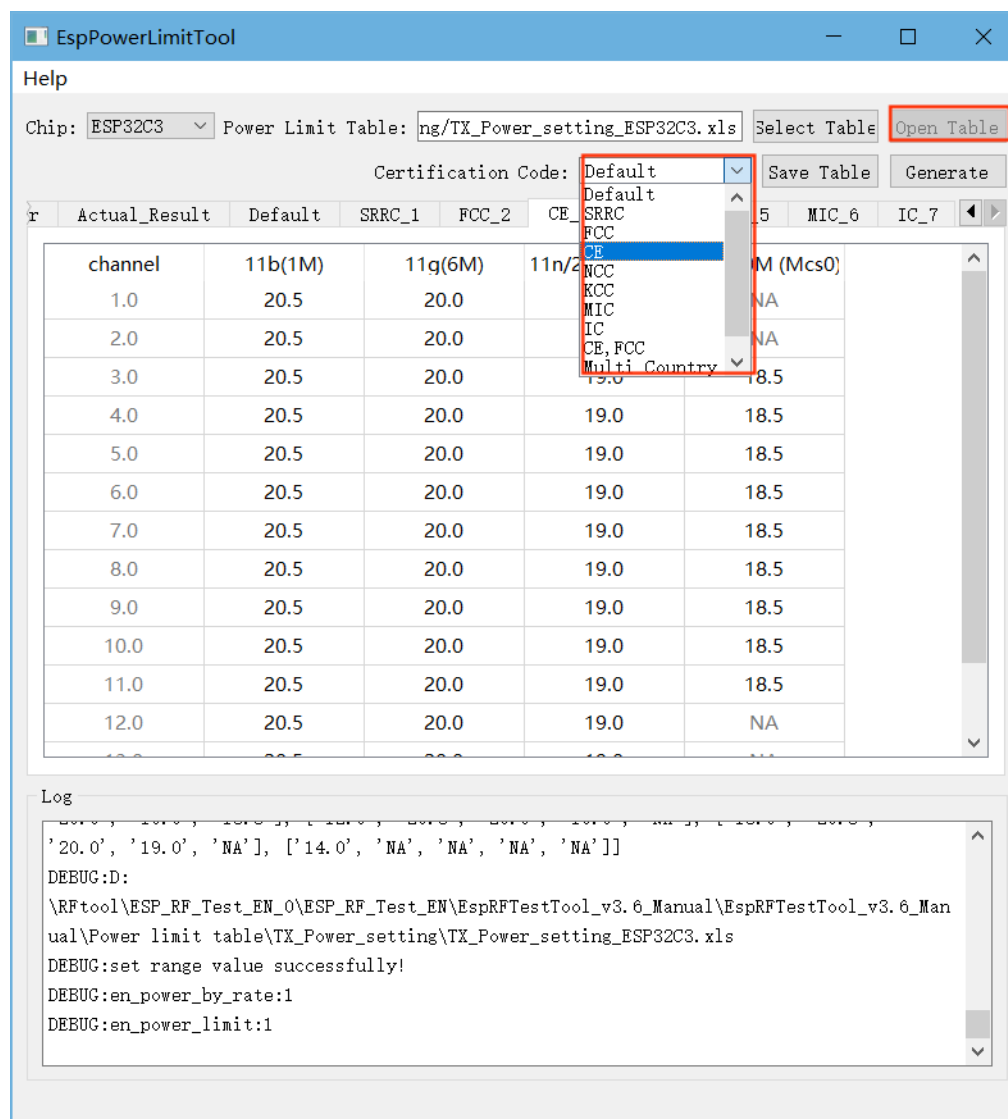 EspPowerLimitTool
Help
Chip: ESP32C3 Power Limit Table: ng/TX_Power_setting_ESP32C3.xls Select Table Open Table
Certification Code: Default Save Table Generate
Default
SRRC
FCC
CE
NCC
KCC
MIC
IC
CE,FCC
Multi Country
r Actual_Result Default SRRC_1 FCC_2 CE_ _5 MIC_6 IC_7
channel 11b(1M) 11g(6M) 11n/2 M (Mcs0)
1.0 20.5 20.0 NA
2.0 20.5 20.0 NA
3.0 20.5 20.0 19.0 18.5
4.0 20.5 20.0 19.0 18.5
5.0 20.5 20.0 19.0 18.5
6.0 20.5 20.0 19.0 18.5
7.0 20.5 20.0 19.0 18.5
8.0 20.5 20.0 19.0 18.5
9.0 20.5 20.0 19.0 18.5
10.0 20.5 20.0 19.0 18.5
11.0 20.5 20.0 19.0 18.5
12.0 20.5 20.0 19.0 NA
Log
'20.0', '19.0', 'NA'], ['14.0', 'NA', 'NA', 'NA', 'NA']]
DEBUG:D:
\RFtool\ESP_RF_Test_EN_0\ESP_RF_Test_EN\EspRFTestTool_v3.6_Manual\EspRFTestTool_v3.6_Man
ual\Power limit table\TX_Power_setting\TX_Power_setting_ESP32C3.xls
DEBUG:set range value successfully!
DEBUG:en_power_by_rate:1
DEBUG:en_power_limit:1